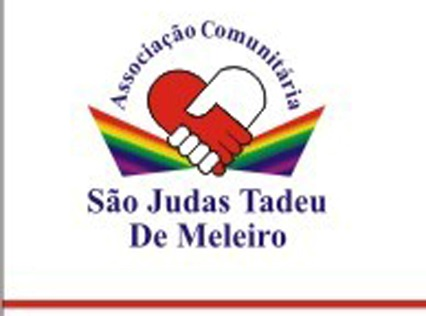 Associação Comunitária
São Judas Tadeu
De Meleiro